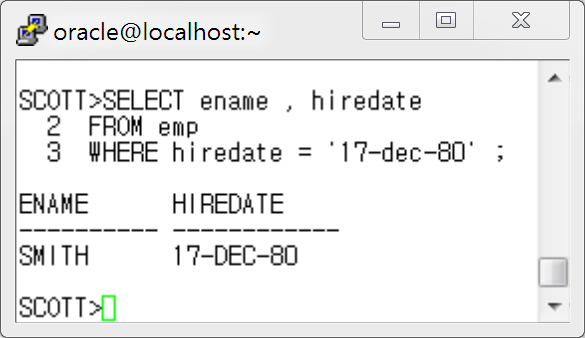 oracle@localhost:~
SCOTT>SELECT ename , hiredate
  2  FROM emp
  3  WHERE hiredate = '17-dec-80' ;
ENAME      HIREDATE
---------- ------------
SMITH      17-DEC-80
SCOTT>